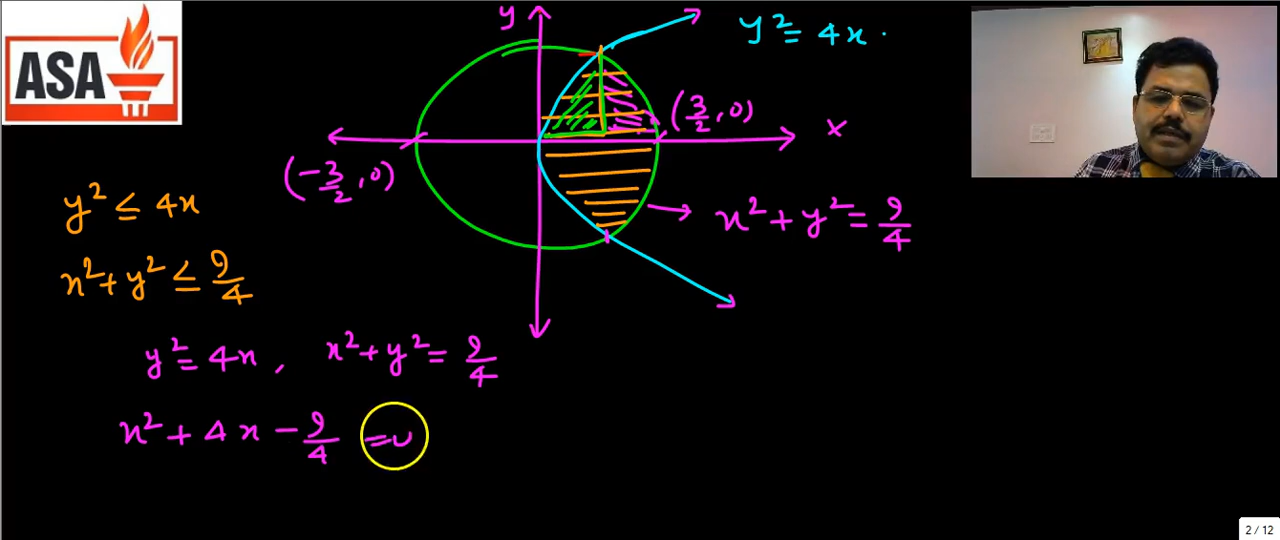 ASA
y
y² = 4x.
(3/2, 0)
x
(-3/2, 0)
y² ≤ 4x
x² + y² = 9/4
x² + y² ≤ 9/4
y² = 4x, x² + y² = 9/4
x² + 4x - 9/4 = 0
2 / 12